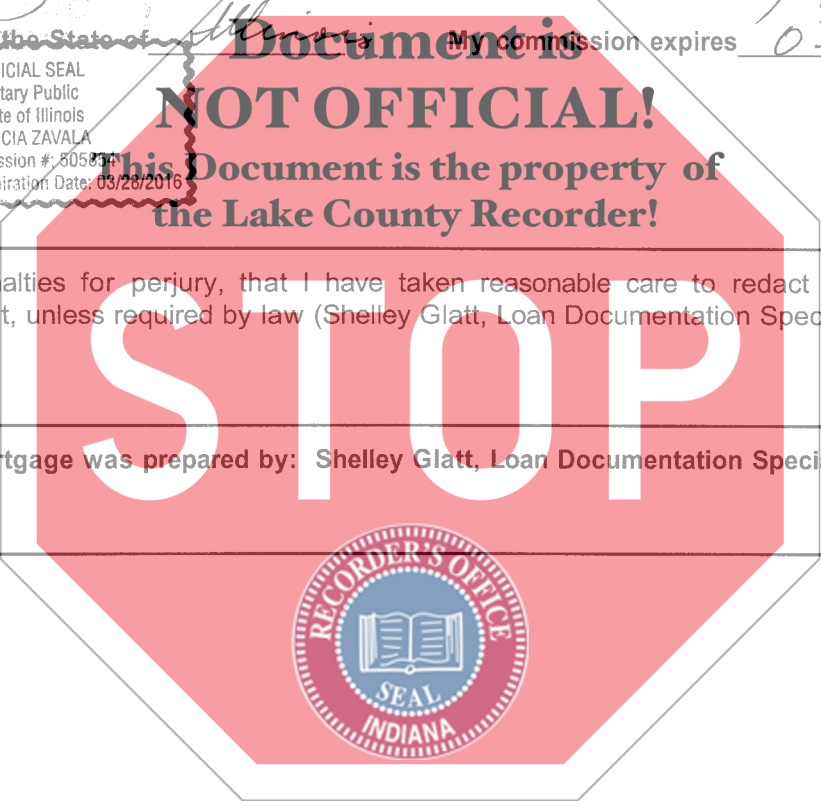 the State of Illinois My commission expires 03
Document is
NOT OFFICIAL!
This Document is the property of
the Lake County Recorder!
ICIAL SEAL
tary Public
te of Illinois
CIA ZAVALA
ssion #:
iration Date: 03/28/2016
alties for perjury, that I have taken reasonable care to redact
t, unless required by law (Shelley Glatt, Loan Documentation Spec
STOP
rtgage was prepared by: Shelley Glatt, Loan Documentation Speci
RECORDER'S OFFICE
SEAL
INDIANA